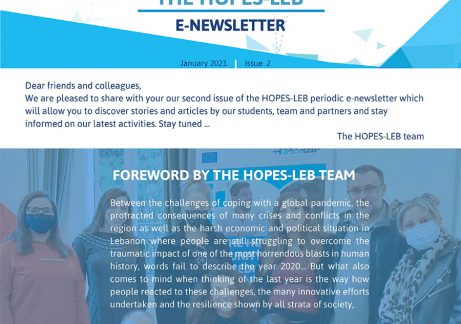 THE HOPES-LEB
E-NEWSLETTER
January 2021 | Issue 2
Dear friends and colleagues,
We are pleased to share with your our second issue of the HOPES-LEB periodic e-newsletter which
will allow you to discover stories and articles by our students, team and partners and stay
informed on our latest activities. Stay tuned ...
The HOPES-LEB team
FOREWORD BY THE HOPES-LEB TEAM
Between the challenges of coping with a global pandemic, the
protracted consequences of many crises and conflicts in the
region as well as the harsh economic and political situation in
Lebanon where people are still struggling to overcome the
traumatic impact of one of the most horrendous blasts in human
history, words fail to describe the year 2020... But what also
comes to mind when thinking of the last year is the way how
people reacted to these challenges, the many innovative efforts
undertaken and the resilience shown by all strata of society,